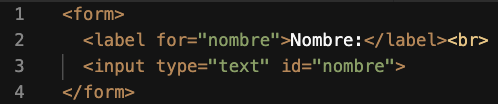 1 <form>
2 <label for="nombre">Nombre:</label><br>
3 <input type="text" id="nombre">
4 </form>